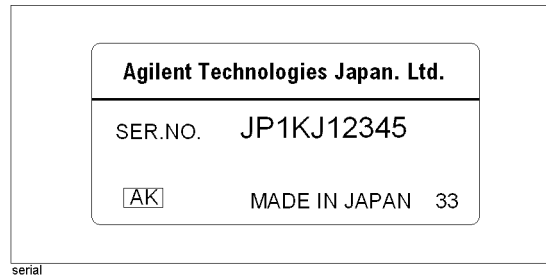 Agilent Technologies Japan. Ltd.
SER.NO. JP1KJ12345
AK MADE IN JAPAN 33
serial